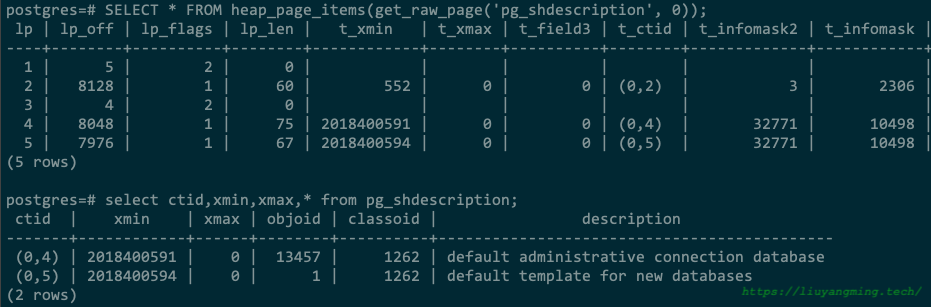 postgres=# SELECT * FROM heap_page_items(get_raw_page('pg_shdescription', 0));
 lp | lp_off | lp_flags | lp_len |   t_xmin   | t_xmax | t_field3 | t_ctid | t_infomask2 | t_infomask |
----+--------+----------+--------+------------+--------+----------+--------+-------------+------------+
  1 |      5 |        2 |      0 |            |        |          |        |             |            |
  2 |   8128 |        1 |     60 |        552 |      0 |        0 | (0,2)  |           3 |       2306 |
  3 |      4 |        2 |      0 |            |        |          |        |             |            |
  4 |   8048 |        1 |     75 | 2018400591 |      0 |        0 | (0,4)  |       32771 |      10498 |
  5 |   7976 |        1 |     67 | 2018400594 |      0 |        0 | (0,5)  |       32771 |      10498 |
(5 rows)
postgres=# select ctid,xmin,xmax,* from pg_shdescription;
 ctid  |    xmin    | xmax | objoid | classoid |                description
-------+------------+------+--------+----------+--------------------------------------------
 (0,4) | 2018400591 |    0 |  13457 |     1262 | default administrative connection database
 (0,5) | 2018400594 |    0 |      1 |     1262 | default template for new databases
(2 rows)
https://liuyangming.tech/